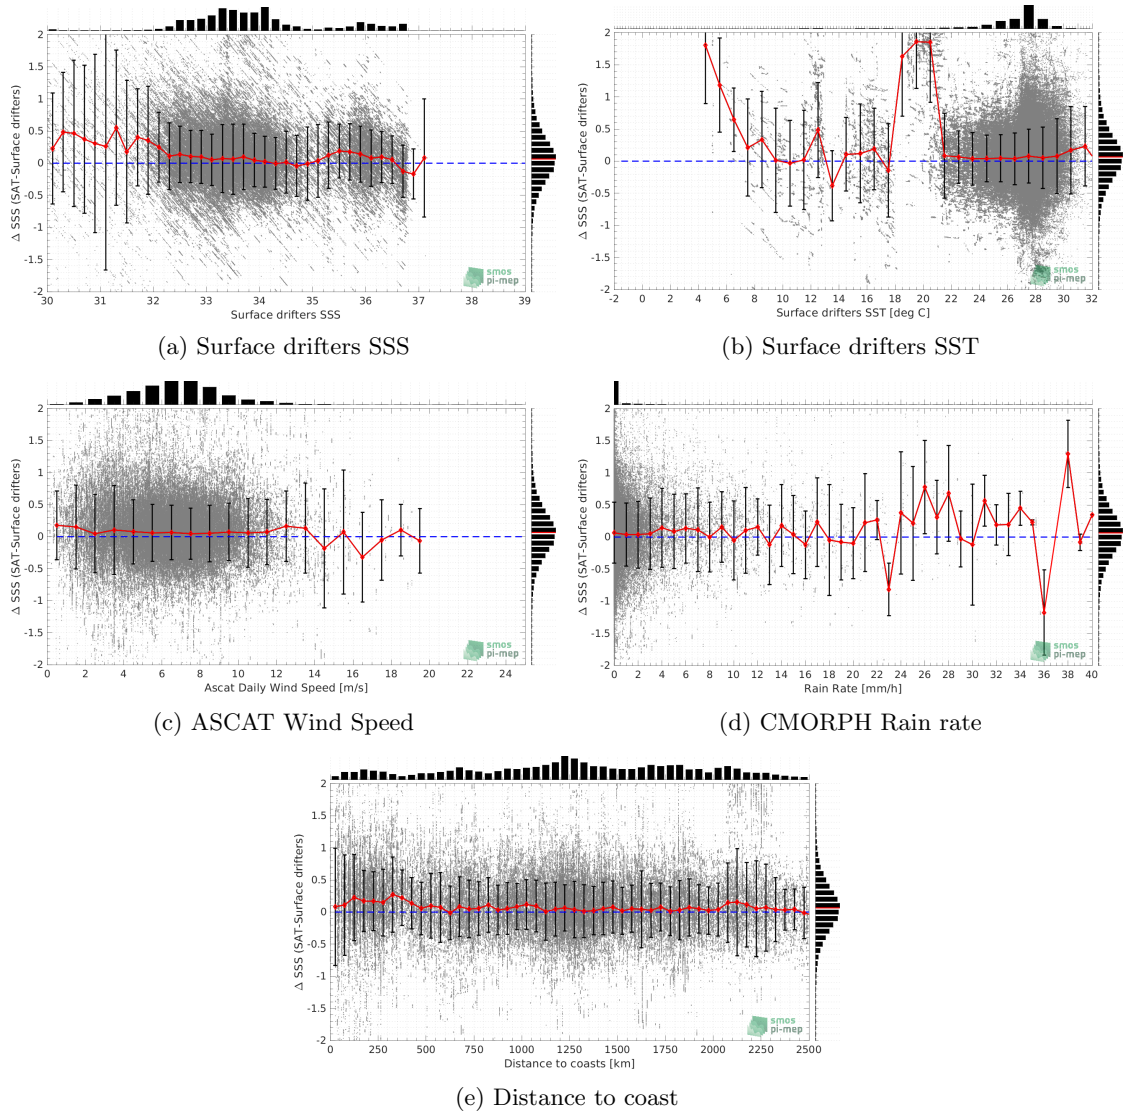 2
1.5
1
0.5
0
-0.5
-1
-1.5
-2
Δ SSS (SAT-Surface drifters)
30 31 32 33 34 35 36 37 38 39
Surface drifters SSS
smos
pi-mep
(a) Surface drifters SSS
2
1.5
1
0.5
0
-0.5
-1
-1.5
-2
Δ SSS (SAT-Surface drifters)
-2 0 2 4 6 8 10 12 14 16 18 20 22 24 26 28 30 32
Surface drifters SST [deg C]
smos
pi-mep
(b) Surface drifters SST
2
1.5
1
0.5
0
-0.5
-1
-1.5
-2
Δ SSS (SAT-Surface drifters)
0 2 4 6 8 10 12 14 16 18 20 22 24
Ascat Daily Wind Speed [m/s]
smos
pi-mep
(c) ASCAT Wind Speed
2
1.5
1
0.5
0
-0.5
-1
-1.5
-2
Δ SSS (SAT-Surface drifters)
0 2 4 6 8 10 12 14 16 18 20 22 24 26 28 30 32 34 36 38 40
Rain Rate [mm/h]
smos
pi-mep
(d) CMORPH Rain rate
2
1.5
1
0.5
0
-0.5
-1
-1.5
-2
Δ SSS (SAT-Surface drifters)
0 250 500 750 1000 1250 1500 1750 2000 2250 2500
Distance to coasts [km]
smos
pi-mep
(e) Distance to coast